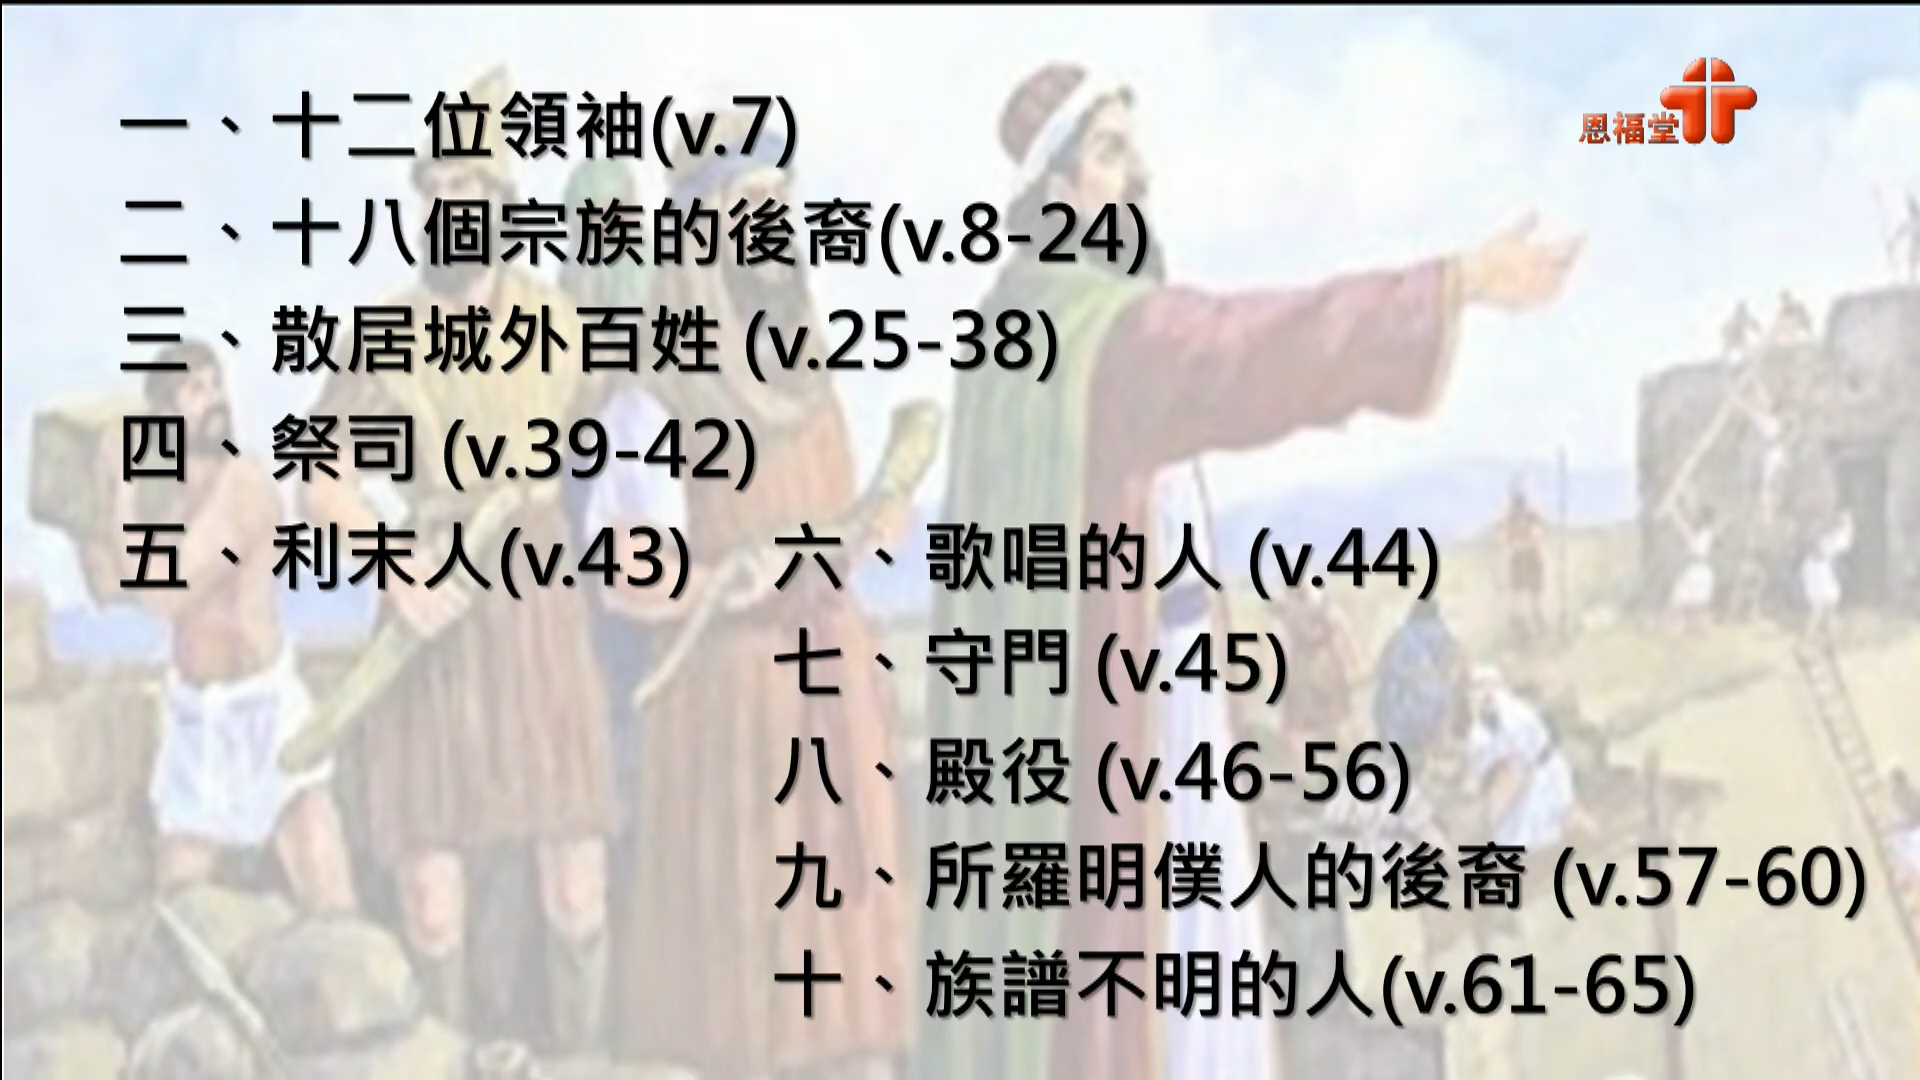 一、十二位領袖(v.7)
恩福堂
二、十八個宗族的後裔(v.8-24)
三、散居城外百姓 (v.25-38)
四、祭司 (v.39-42)
五、利未人(v.43) 六、歌唱的人 (v.44)
七、守門 (v.45)
八、殿役 (v.46-56)
九、所羅明僕人的後裔 (v.57-60)
十、族譜不明的人(v.61-65)